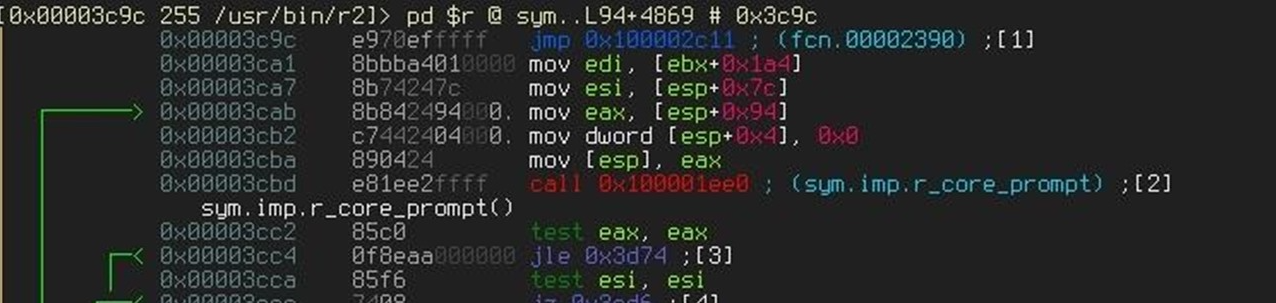 [0x00003c9c 255 /usr/bin/r2]> pd $r @ sym..L94+4869 # 0x3c9c
0x00003c9c e970efffff jmp 0x100002c11 ; (fcn.00002390) ;[1]
0x00003ca1 8bbba4010000 mov edi, [ebx+0x1a4]
0x00003ca7 8b74247c mov esi, [esp+0x7c]
0x00003cab 8b842494000. mov eax, [esp+0x94]
0x00003cb2 c7442404000. mov dword [esp+0x4], 0x0
0x00003cba 890424 mov [esp], eax
0x00003cbd e81ee2ffff call 0x100001ee0 ; (sym.imp.r_core_prompt) ;[2]
sym.imp.r_core_prompt()
0x00003cc2 85c0 test eax, eax
0x00003cc4 0f8eaa000000 jle 0x3d74 ;[3]
0x00003cca 85f6 test esi, esi